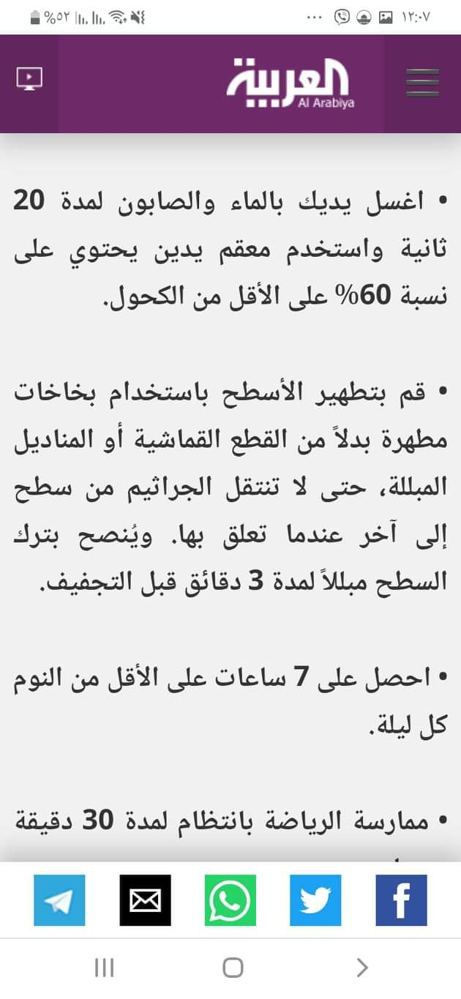 %٥٢ ١٢:٠٧
العربية
Al Arabiya
• اغسل يديك بالماء والصابون لمدة 20
ثانية واستخدم معقم يدين يحتوي على
نسبة 60% على الأقل من الكحول.
• قم بتطهير الأسطح باستخدام بخاخات
مطهرة بدلاً من القطع القماشية أو المناديل
المبللة، حتى لا تنتقل الجراثيم من سطح
إلى آخر عندما تعلق بها. ويُنصح بترك
السطح مبللاً لمدة 3 دقائق قبل التجفيف.
• احصل على 7 ساعات على الأقل من النوم
كل ليلة.
• ممارسة الرياضة بانتظام لمدة 30 دقيقة